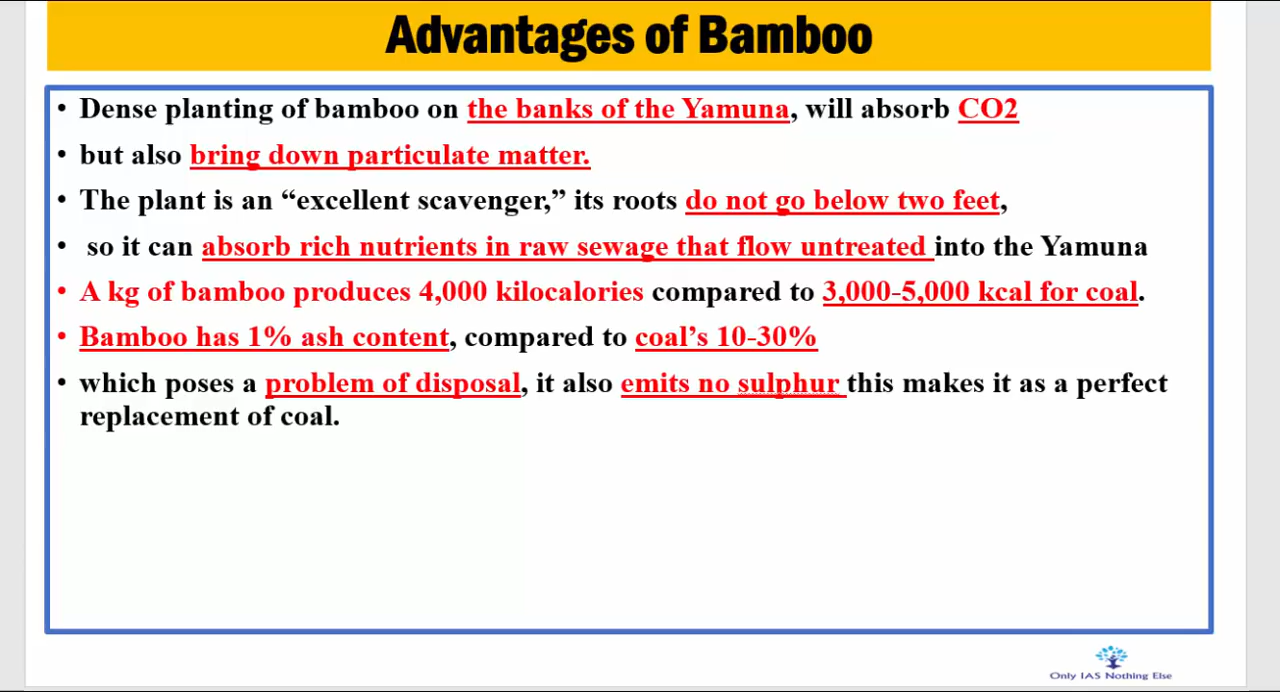 Advantages of Bamboo
• Dense planting of bamboo on the banks of the Yamuna, will absorb CO2
• but also bring down particulate matter.
• The plant is an “excellent scavenger,” its roots do not go below two feet,
• so it can absorb rich nutrients in raw sewage that flow untreated into the Yamuna
• A kg of bamboo produces 4,000 kilocalories compared to 3,000-5,000 kcal for coal.
• Bamboo has 1% ash content, compared to coal’s 10-30%
• which poses a problem of disposal, it also emits no sulphur this makes it as a perfect
replacement of coal.
Only IAS Nothing Else